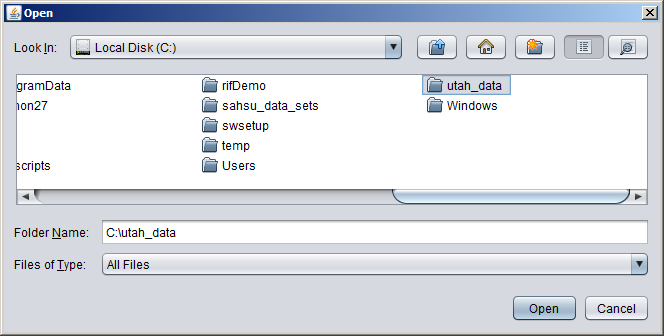 Open
Look In: Local Disk (C:)
gramData rifDemo utah_data
non27 sahsu_data_sets Windows
swsetup
temp
scripts Users
Folder Name: C:\utah_data
Files of Type: All Files
Open Cancel